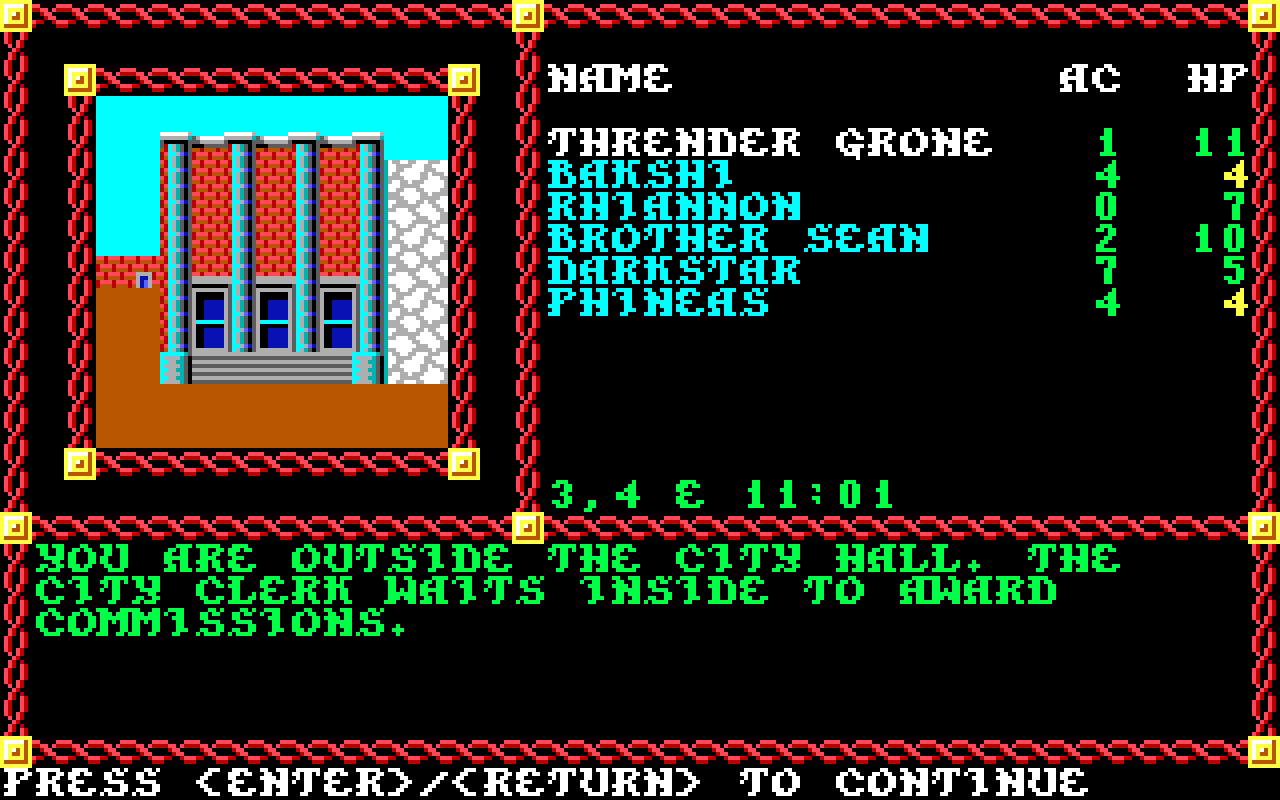 NAME AC HP
THRENDER GRONE 1 11
BAKSHI 4 4
RHIANNON 0 7
BROTHER SEAN 2 10
DARKSTAR 7 5
PHINEAS 4 4
3,4 E 11:01
YOU ARE OUTSIDE THE CITY HALL. THE
CITY CLERK WAITS INSIDE TO AWARD
COMMISSIONS.
PRESS <ENTER>/<RETURN> TO CONTINUE